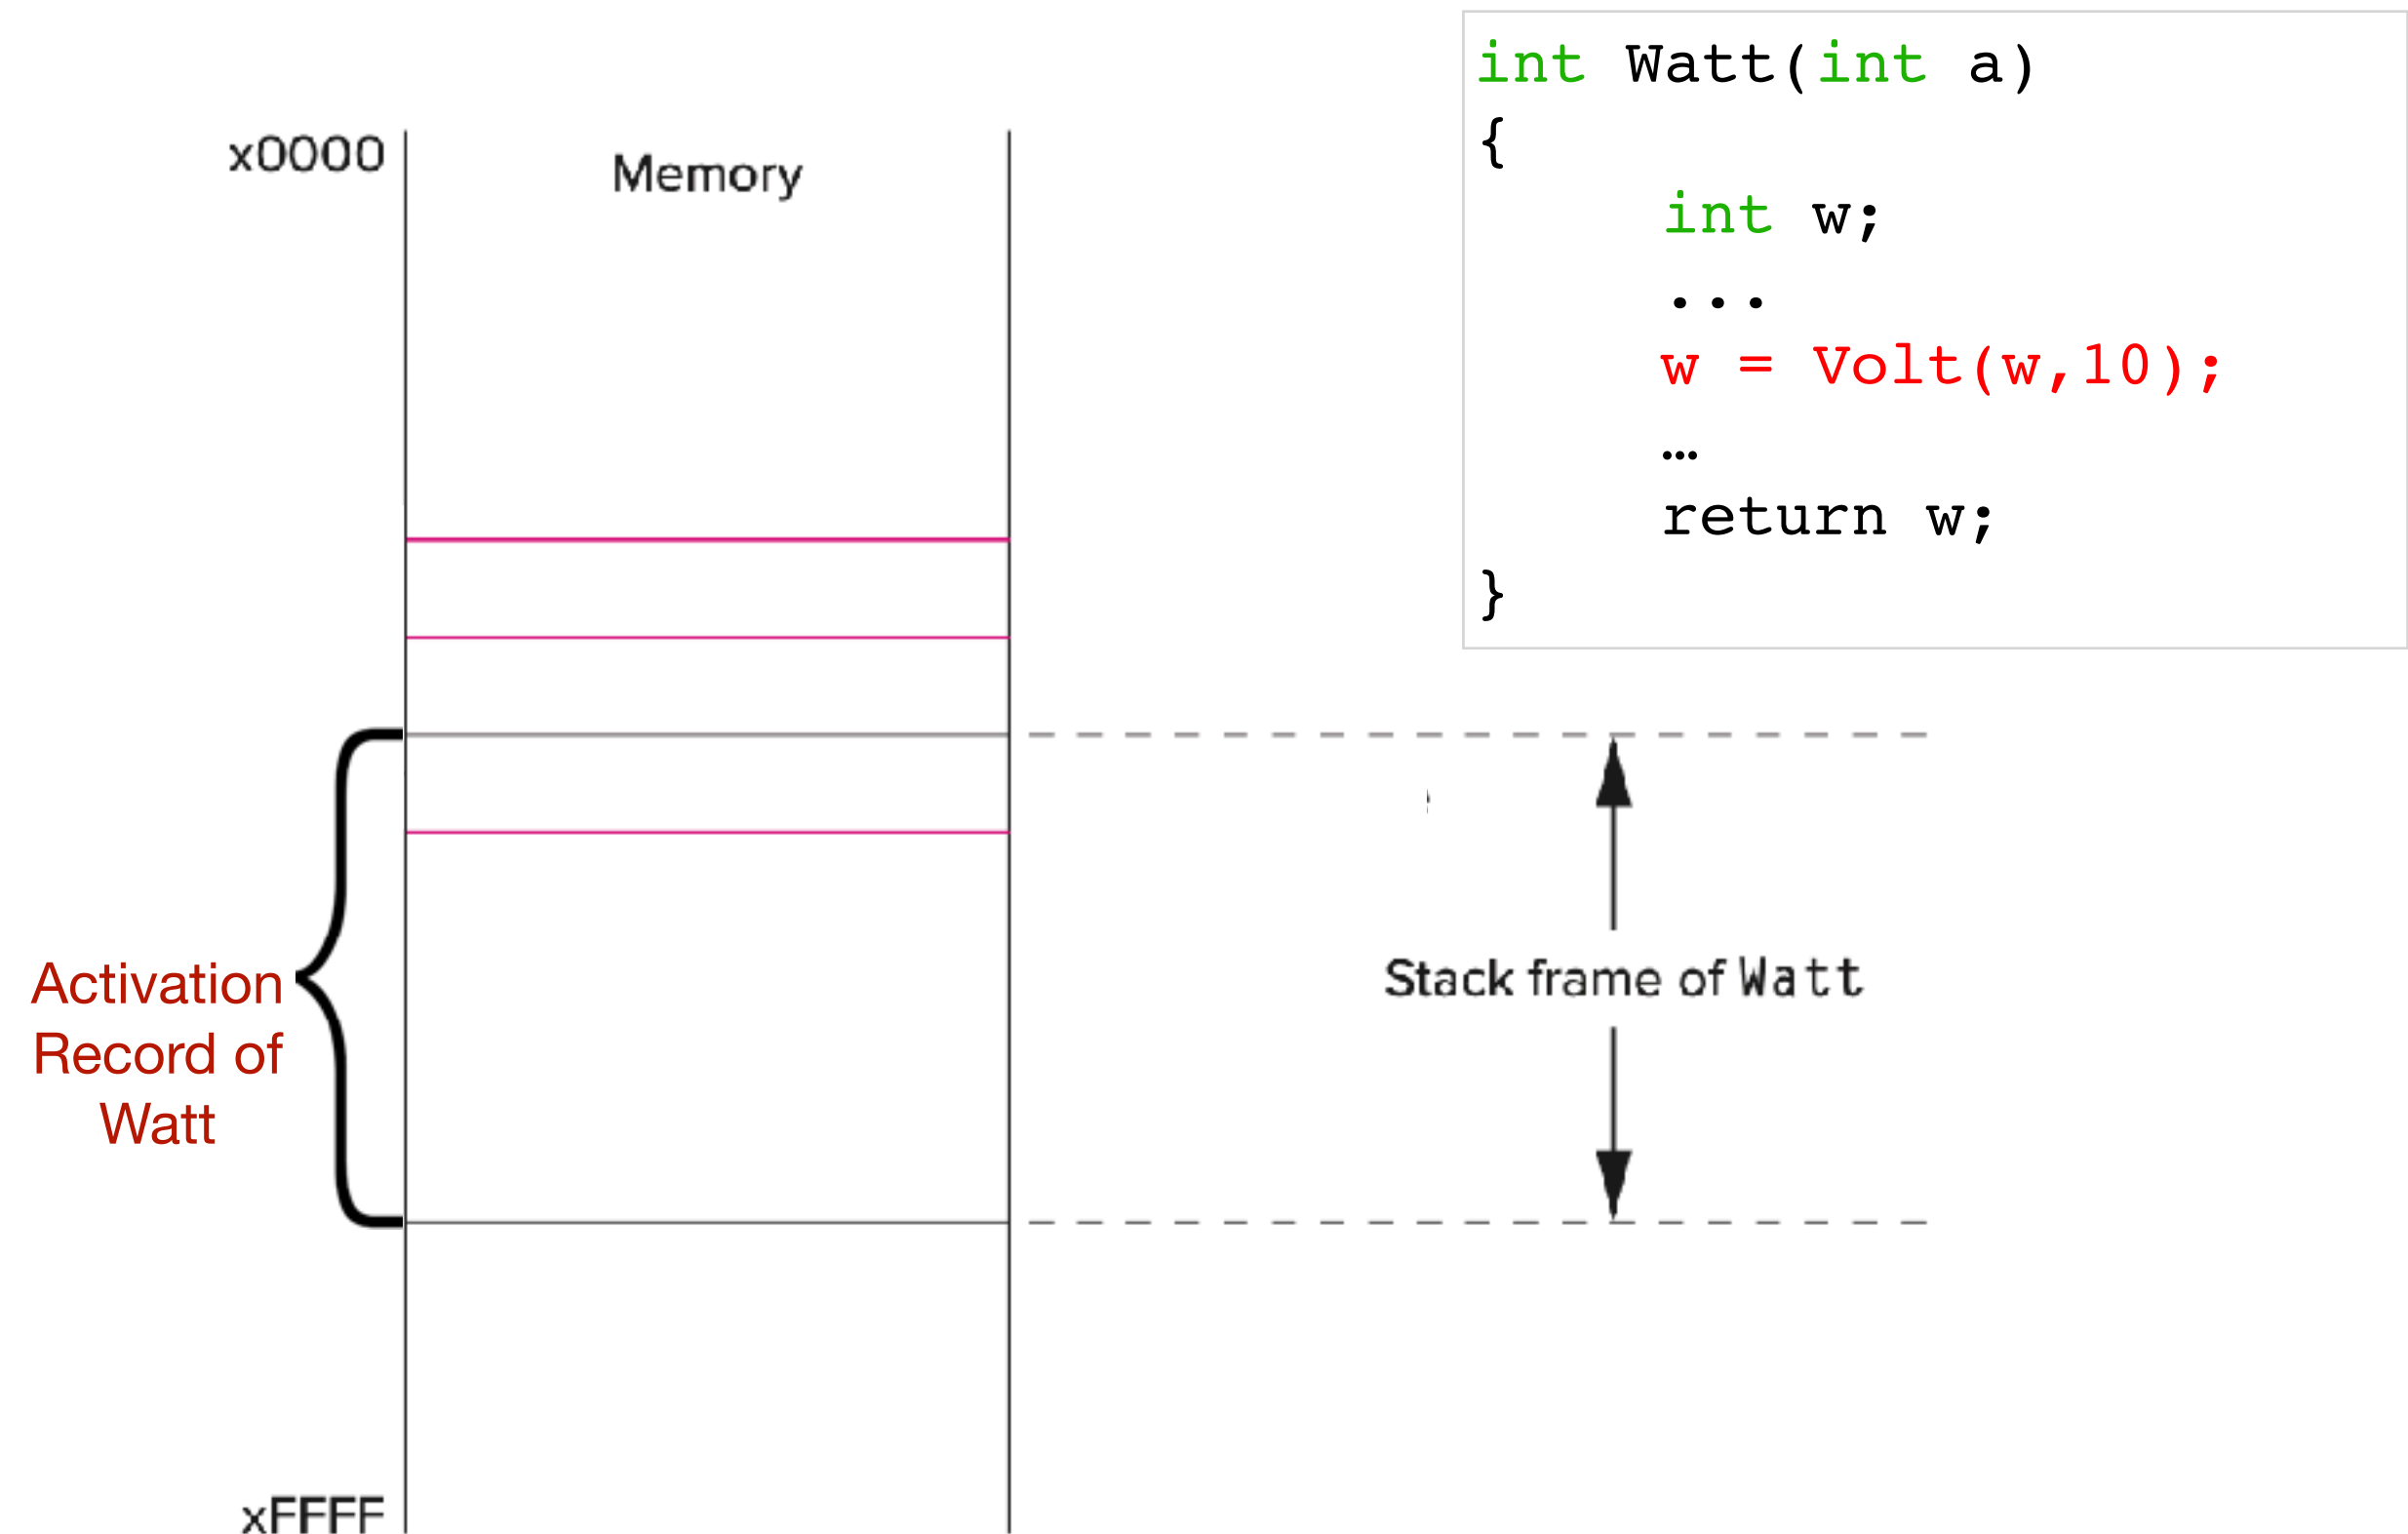 int Watt(int a)
{
int w;
...
w = Volt(w,10);
…
return w;
}
x0000
Memory
Activation
Record of
Watt
Stack frame of Watt
xFFFF